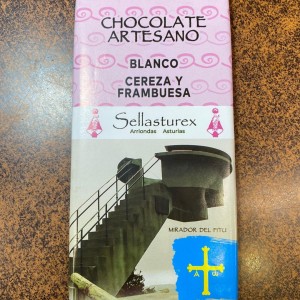 CHOCOLATE
ARTESANO
BLANCO
CEREZA Y
FRAMBUESA
Sellasturex
Arriondas Asturias
MIRADOR DEL FITU